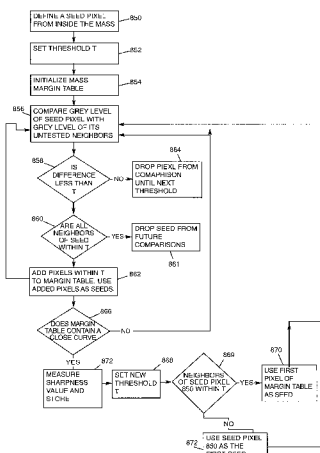 DEFINE A SEED PIXEL
FROM INSIDE THE MASS
850
SET THRESHOLD T
852
INITIALIZE MASS
MARGIN TABLE
854
856
COMPARE GREY LEVEL
OF SEED PIXEL WITH
GREY LEVEL OF ITS
UNTESTED NEIGHBORS
858
IS
DIFFERENCE
LESS THAN
T
NO
864
DROP PIEXL FROM
COMAPHISON
UNTIL NEXT
THRESHOLD
860
ARE ALL
NEIGHBORS
OF SEED
WITHIN T
YES
DROP SEED FROM
FUTURE
COMPARISONS
861
ADD PIXELS WITHIN T
TO MARGIN TABLE. USE
ADDED PIXELS AS SEEDS.
862
866
DOES MARGIN
TABLE CONTAIN A
CLOSE CURVE
NO
YES
872
MEASURE
SHARPNESS
VALUE AND
STORE
868
SET NEW
THRESHOLD
T
869
NEIGHBORS
OF SEED PIXEL
850 WITHIN T
YES
870
USE FIRST
PIXEL OF
MARGIN TABLE
AS SEED
NO
872
USE SEED PIXEL
850 AS THE